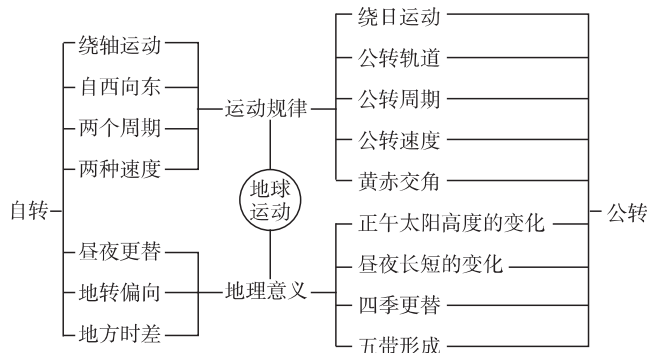 绕轴运动
自西向东
两个周期
两种速度
自转
昼夜更替
地转偏向
地方时差
运动规律
地球
运动
地理意义
绕日运动
公转轨道
公转周期
公转速度
黄赤交角
正午太阳高度的变化
昼夜长短的变化
四季更替
五带形成
公转